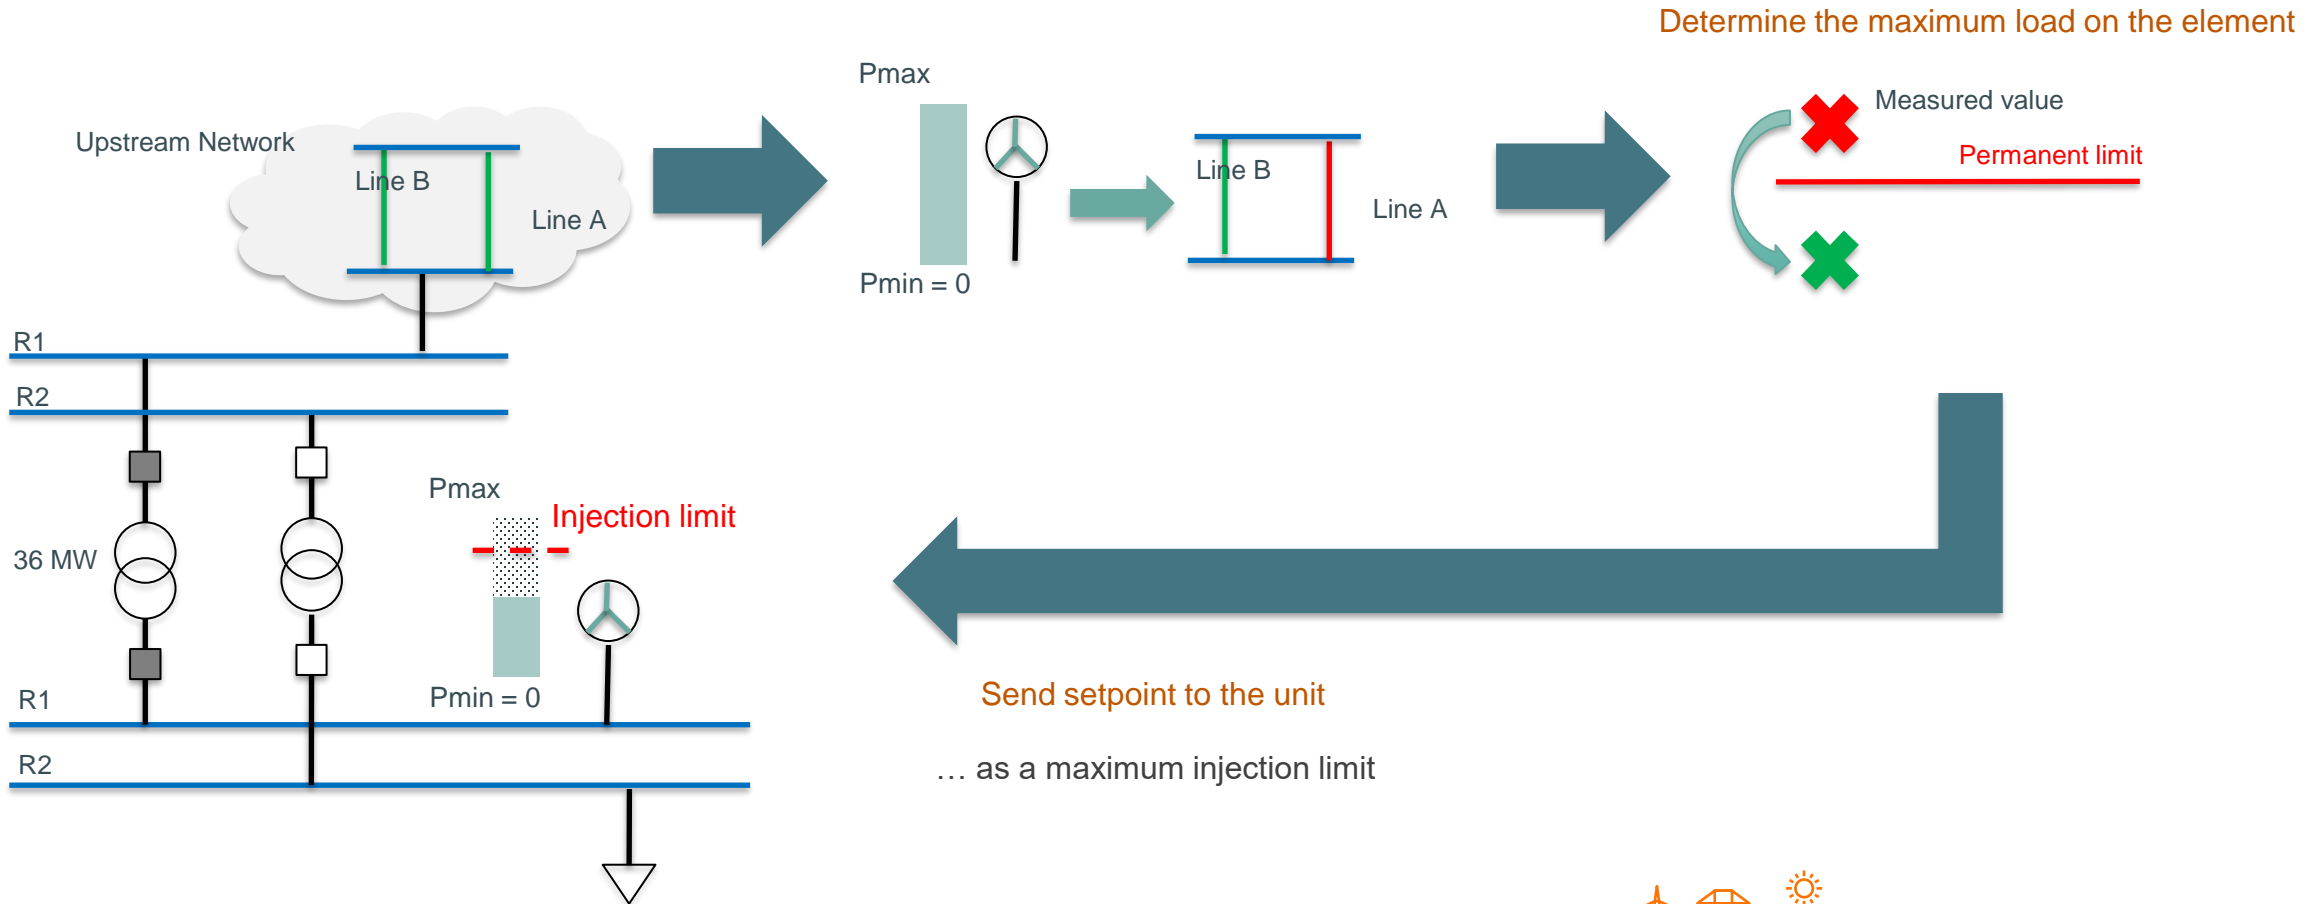 Determine the maximum load on the element
Pmax
Measured value
Upstream Network
Permanent limit
Line B
Line B
Line A
Line A
Pmin = 0
R1
R2
Pmax
Injection limit
36 MW
Send setpoint to the unit
R1
Pmin = 0
R2
… as a maximum injection limit